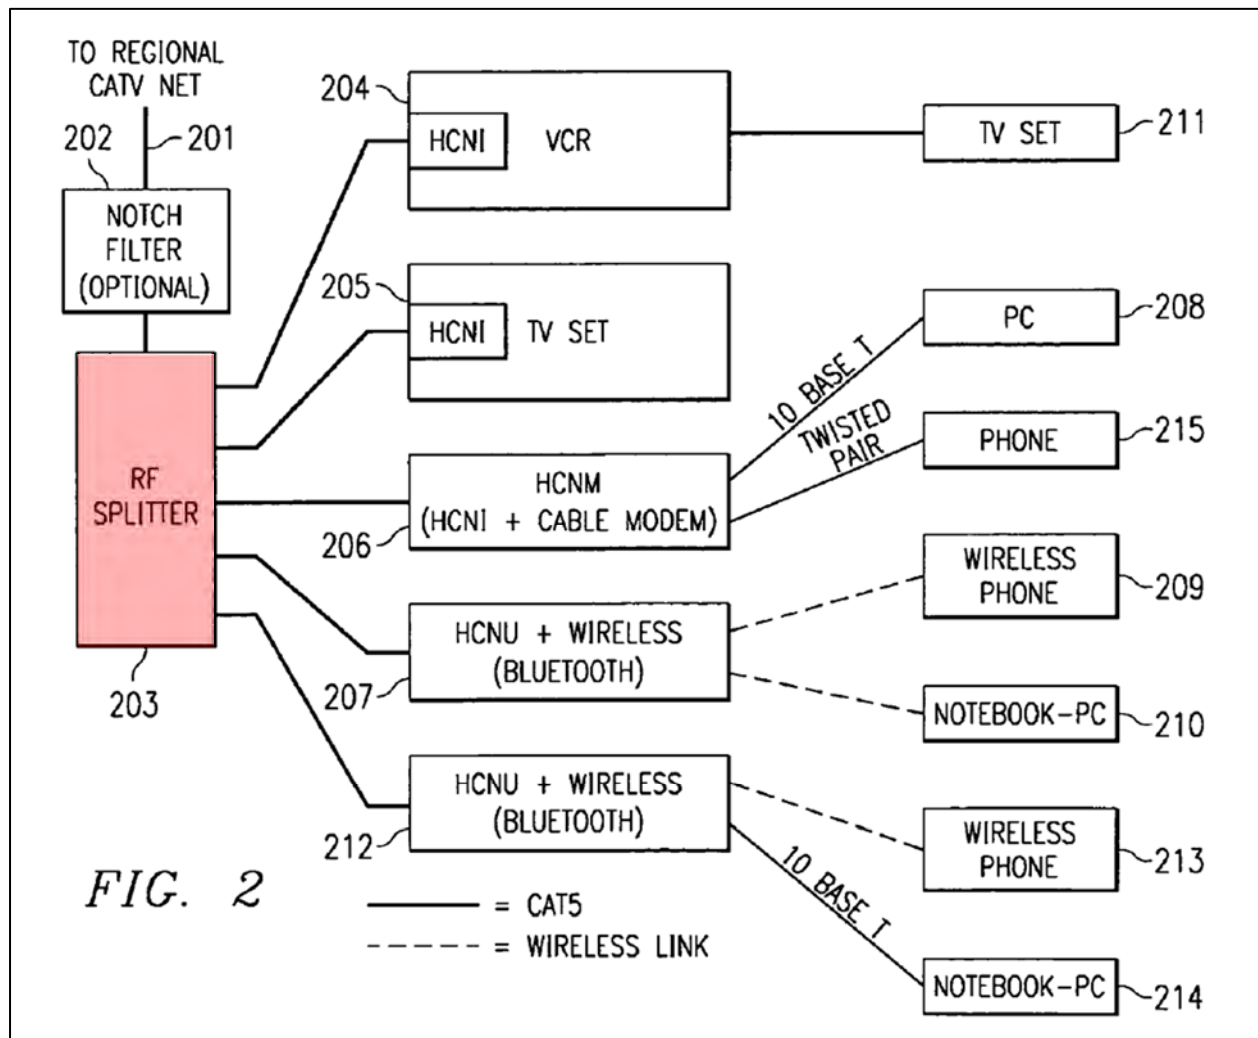 TO REGIONAL
CATV NET
202
201
NOTCH
FILTER
(OPTIONAL)
RF
SPLITTER
203
204
HCNI
VCR
TV SET
211
205
HCNI
TV SET
HCNM
(HCNI + CABLE MODEM)
206
10 BASE T
PC
208
TWISTED
PAIR
PHONE
215
HCNU + WIRELESS
(BLUETOOTH)
207
WIRELESS
PHONE
209
NOTEBOOK-PC
210
HCNU + WIRELESS
(BLUETOOTH)
212
WIRELESS
PHONE
213
10 BASE T
NOTEBOOK-PC
214
FIG. 2
= CAT5
= WIRELESS LINK